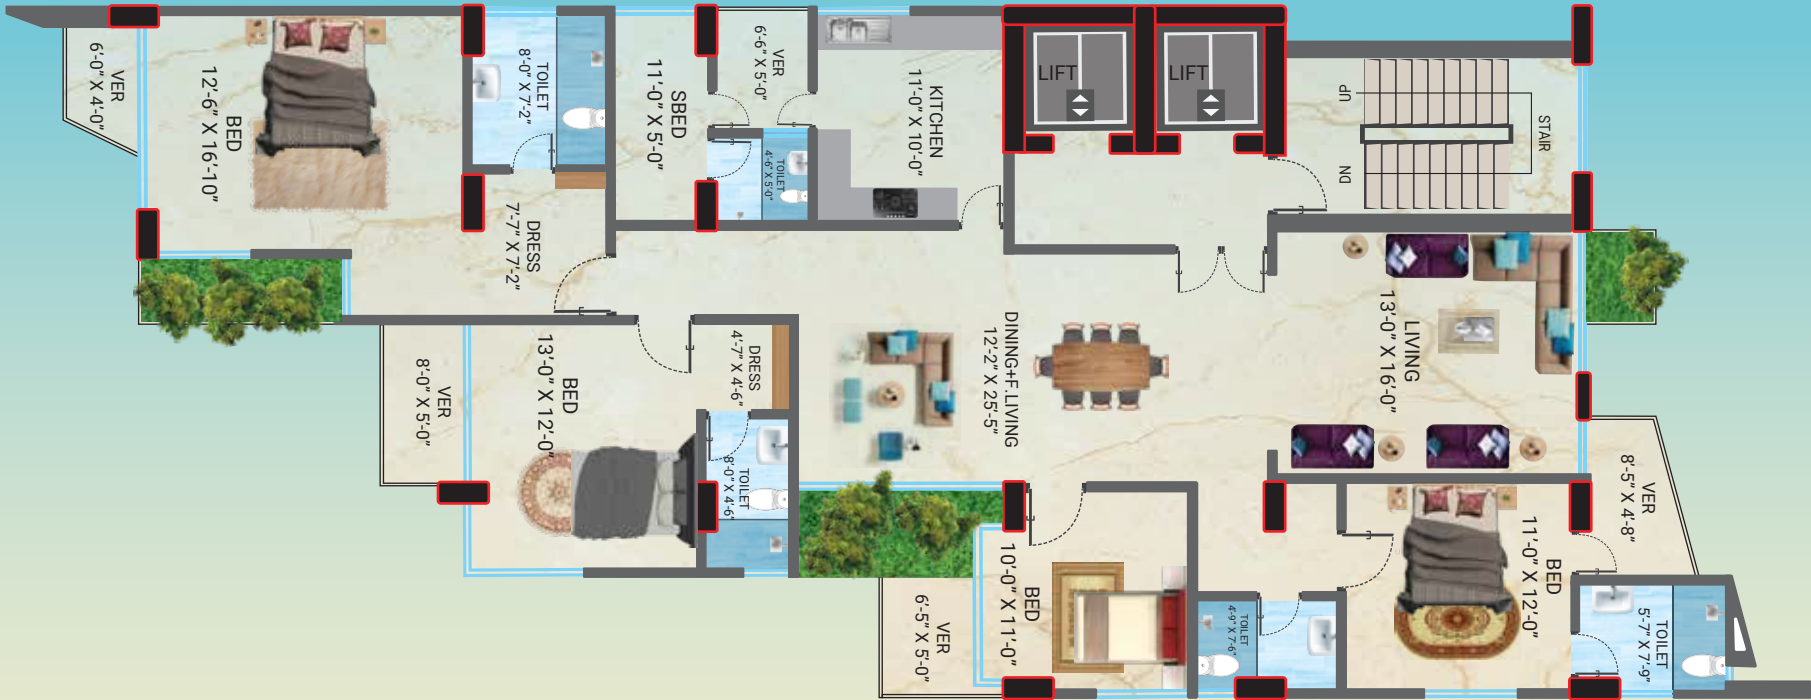 VER
6'-0" X 4'-0"
BED
12'-6" X 16'-10"
TOILET
8'-0" X 7'-2"
DRESS
7'-7" X 7'-2"
SBED
11'-0" X 5'-0"
VER
6'-6" X 5'-0"
TOILET
4'-6" X 5'-0"
KITCHEN
11'-0" X 10'-0"
LIFT
LIFT
UP
DN
STAIR
VER
8'-0" X 5'-0"
BED
13'-0" X 12'-0"
DRESS
4'-7" X 4'-6"
TOILET
8'-0" X 4'-6"
DINING+F.LIVING
12'-2" X 25'-5"
LIVING
13'-0" X 16'-0"
VER
8'-5" X 4'-8"
VER
6'-5" X 5'-0"
BED
10'-0" X 11'-0"
TOILET
4'-9" X 7'-6"
BED
11'-0" X 12'-0"
TOILET
5'-7" X 7'-9"